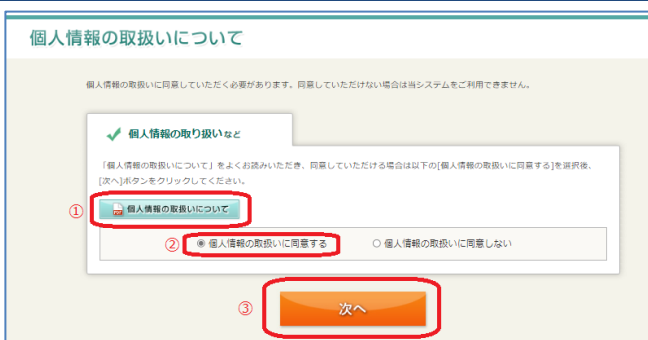 個人情報の取扱いについて
個人情報の取扱いに同意していただく必要があります。同意していただけない場合は当システムをご利用できません。
個人情報の取り扱いなど
「個人情報の取扱いについて」をよくお読みいただき、同意していただける場合は以下の[個人情報の取扱いに同意する]を選択後、
[次へ]ボタンをクリックしてください。
① PDF 個人情報の取扱いについて
② 個人情報の取扱いに同意する 個人情報の取扱いに同意しない
③ 次へ